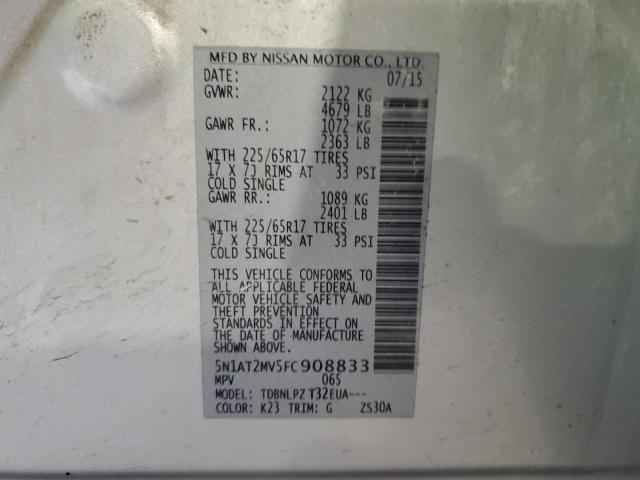 MFD BY NISSAN MOTOR CO., LTD.
DATE: 07/15
GVWR: 2122 KG
4679 LB
GAWR FR.: 1072 KG
2363 LB
WITH 225/65R17 TIRES
17 X 7J RIMS AT 33 PSI
COLD SINGLE
GAWR RR.: 1089 KG
2401 LB
WITH 225/65R17 TIRES
17 X 7J RIMS AT 33 PSI
COLD SINGLE
THIS VEHICLE CONFORMS TO
ALL APPLICABLE FEDERAL
MOTOR VEHICLE SAFETY AND
THEFT PREVENTION
STANDARDS IN EFFECT ON
THE DATE OF MANUFACTURE
SHOWN ABOVE.
5N1AT2MV5FC908833
MPV 065
MODEL: TDBNLPZ T32EUA---
COLOR: K23 TRIM: G ZS30A